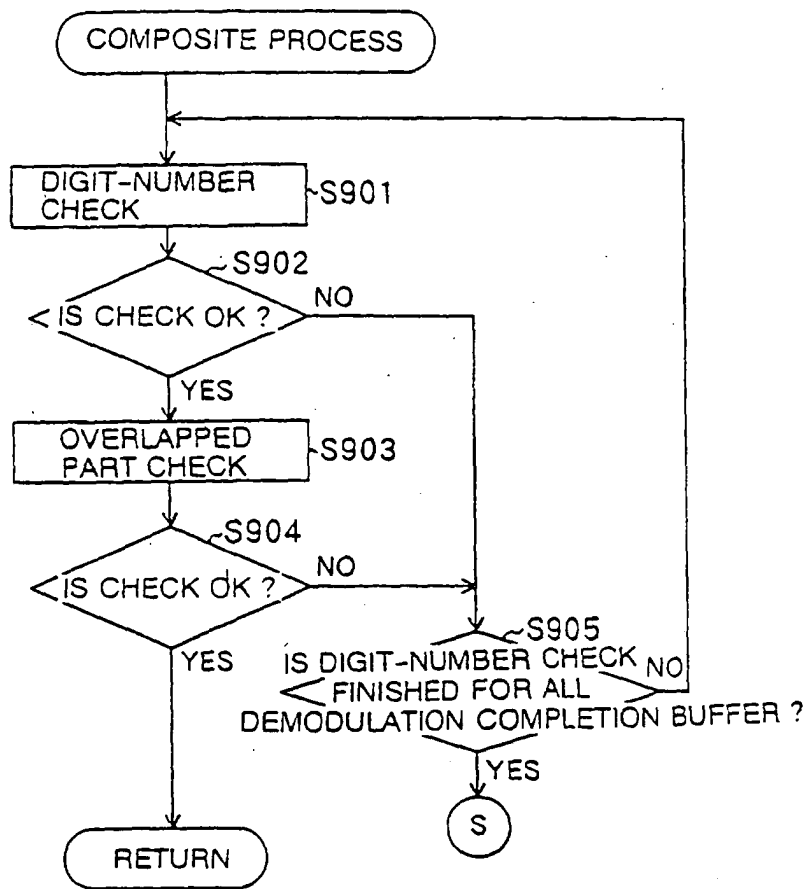 COMPOSITE PROCESS
DIGIT-NUMBER
CHECK
S901
S902
IS CHECK OK ?
NO
YES
OVERLAPPED
PART CHECK
S903
S904
IS CHECK OK ?
NO
YES
S905
IS DIGIT-NUMBER CHECK
NO
FINISHED FOR ALL
DEMODULATION COMPLETION BUFFER ?
YES
S
RETURN